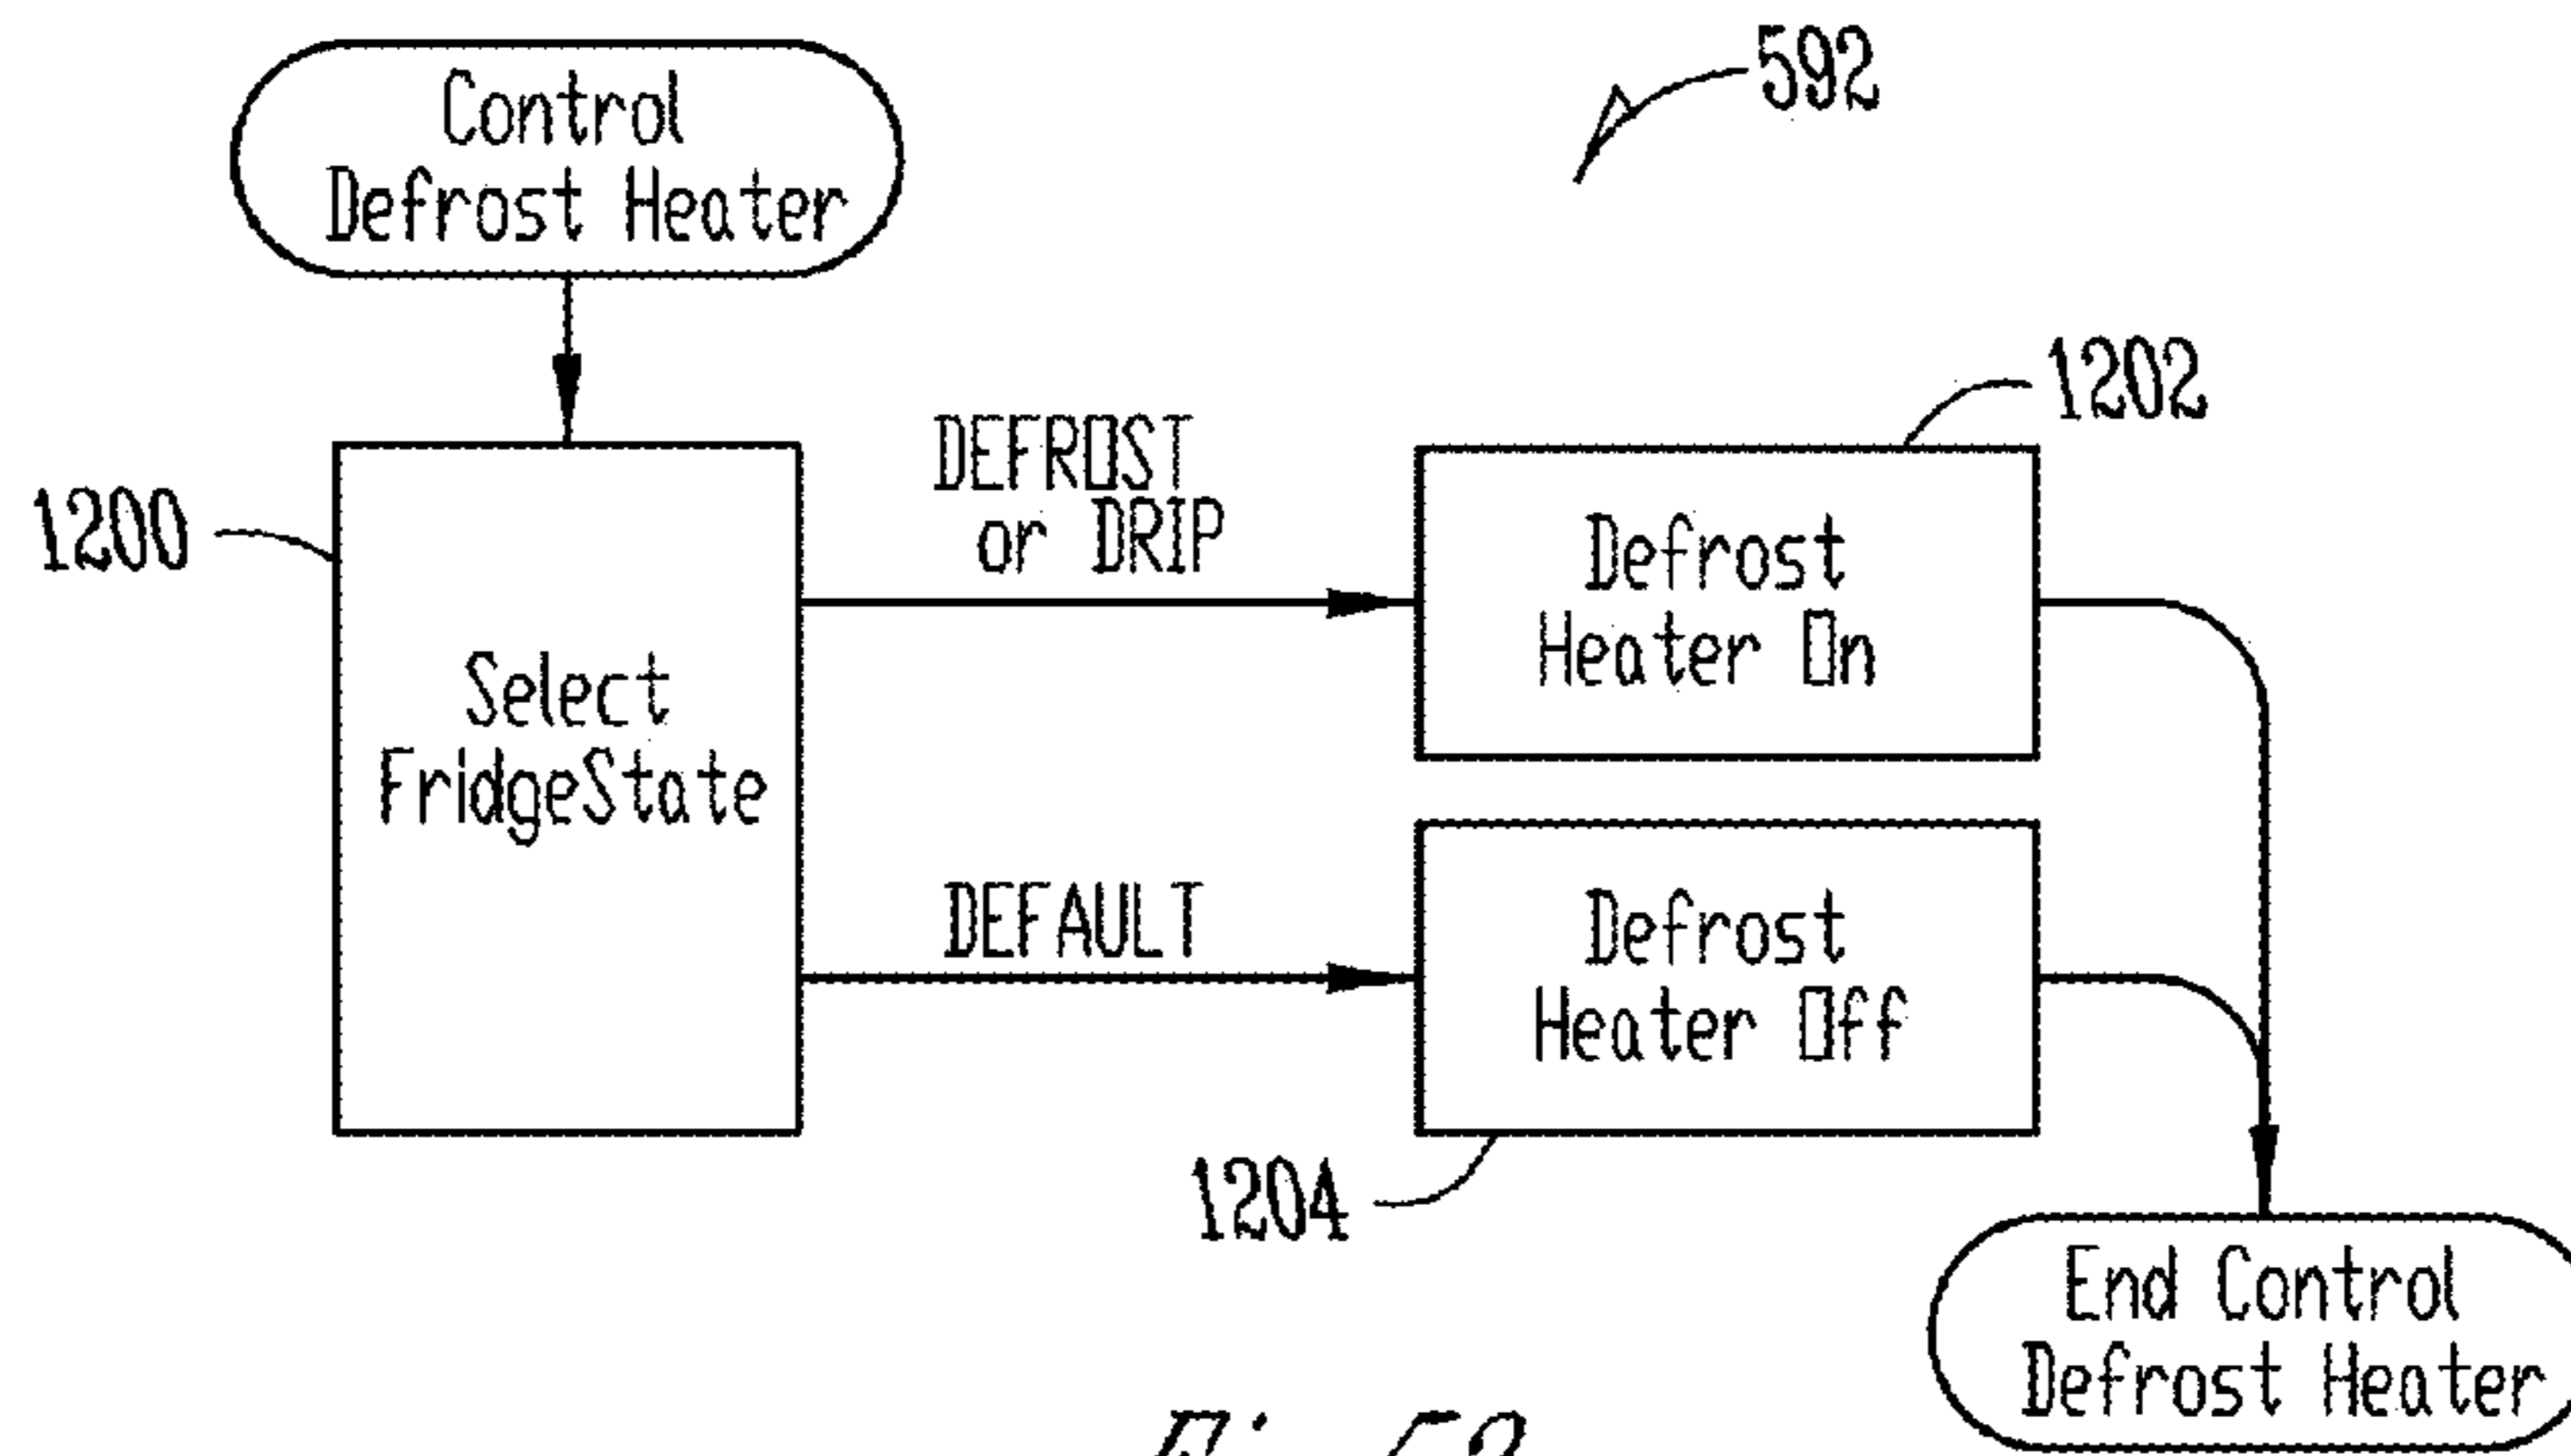 Control
Defrost Heater
592
1200
Select
FridgeState
DEFROST
or DRIP
1202
Defrost
Heater On
DEFAULT
Defrost
Heater Off
1204
End Control
Defrost Heater